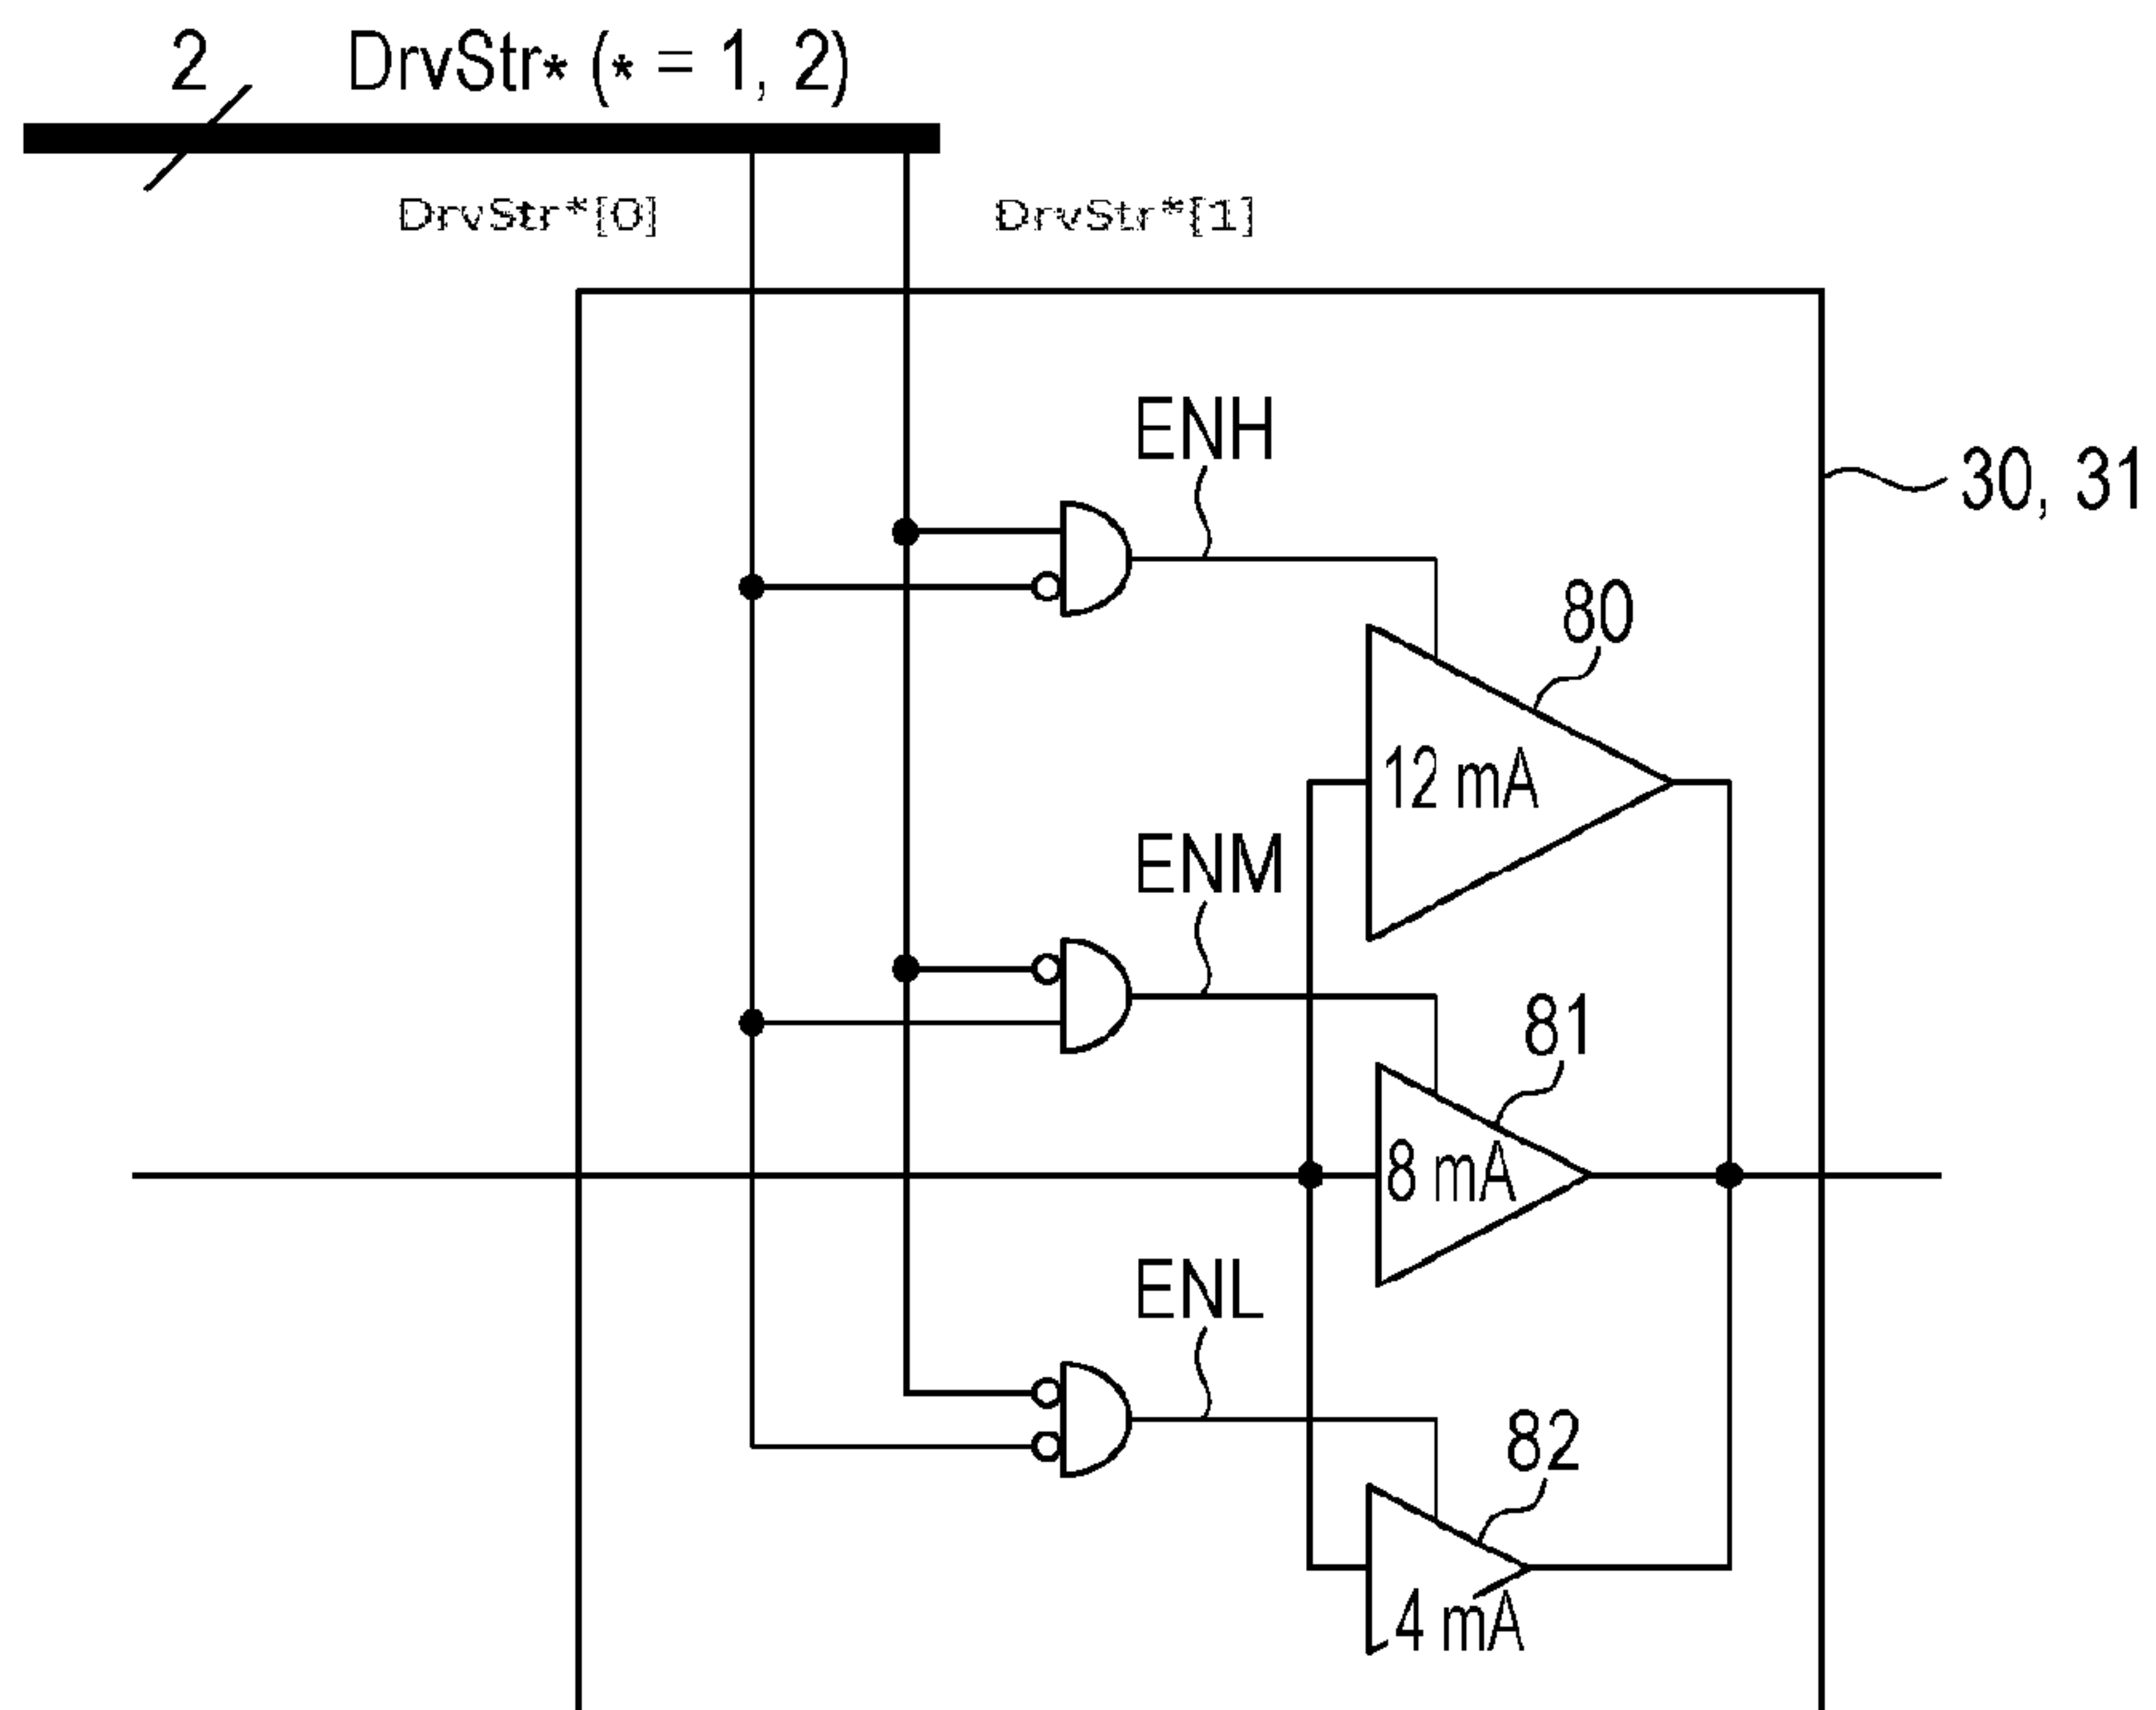 2 DrvStr* (* = 1, 2)
DrvStr*[0] DrvStr*[1]
ENH
30, 31
80
12 mA
ENM
81
8 mA
ENL
82
4 mA